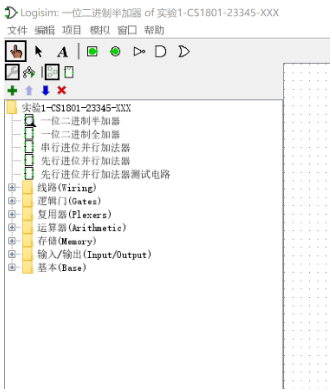 Logisim: 一位二进制半加器 of 实验1-CS1801-23345-XXX
文件 编辑 项目 模拟 窗口 帮助
A
实验1-CS1801-23345-XXX
一位二进制半加器
一位二进制全加器
串行进位并行加法器
先行进位并行加法器
先行进位并行加法器测试电路
线路(Wiring)
逻辑门(Gates)
复用器(Plexers)
运算器(Arithmetic)
存储(Memory)
输入/输出(Input/Output)
基本(Base)